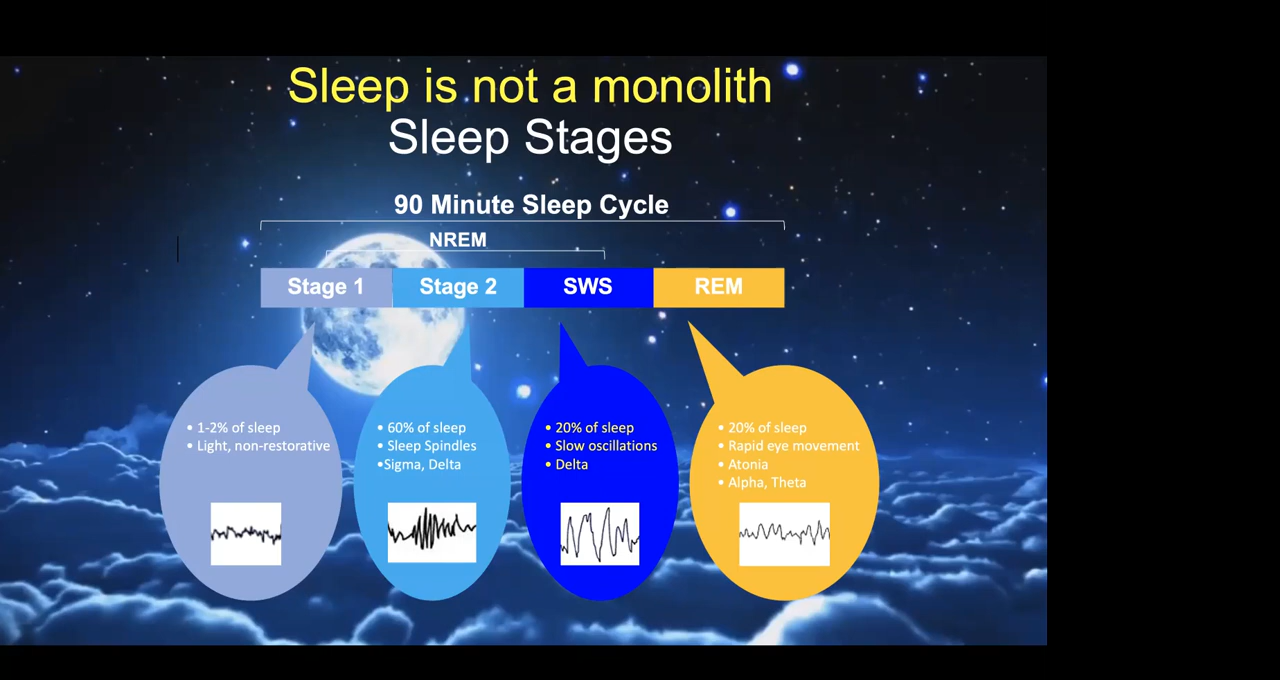 Sleep is not a monolith
Sleep Stages
90 Minute Sleep Cycle
NREM
Stage 1
Stage 2
SWS
REM
• 1-2% of sleep
• Light, non-restorative
• 60% of sleep
• Sleep Spindles
•Sigma, Delta
• 20% of sleep
• Slow oscillations
• Delta
• 20% of sleep
• Rapid eye movement
• Atonia
• Alpha, Theta